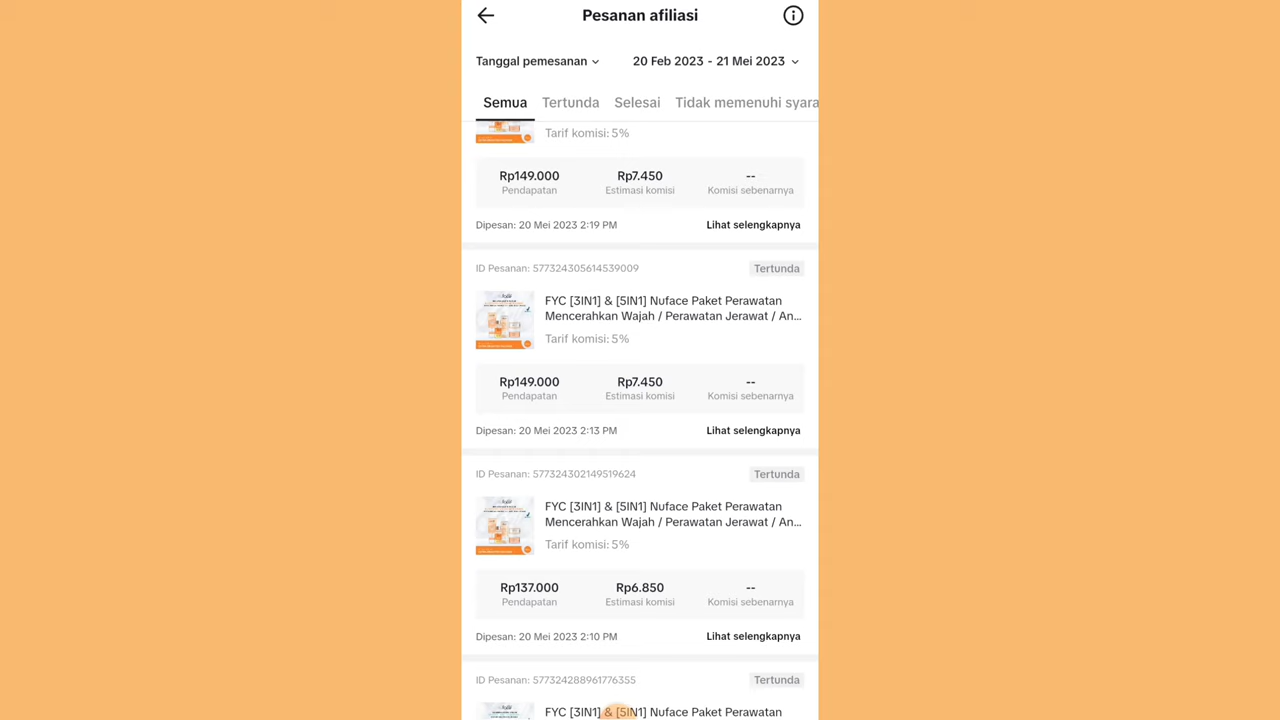 Pesanan afiliasi
Tanggal pemesanan
20 Feb 2023 - 21 Mei 2023
Semua
Tertunda
Selesai
Tidak memenuhi syara
Tarif komisi: 5%
Rp149.000
Rp7.450
--
Pendapatan
Estimasi komisi
Komisi sebenarnya
Dipesan: 20 Mei 2023 2:19 PM
Lihat selengkapnya
ID Pesanan: 577324305614539009
Tertunda
FYC [3IN1] & [5IN1] Nuface Paket Perawatan
Mencerahkan Wajah / Perawatan Jerawat / An...
Tarif komisi: 5%
Rp149.000
Rp7.450
--
Pendapatan
Estimasi komisi
Komisi sebenarnya
Dipesan: 20 Mei 2023 2:13 PM
Lihat selengkapnya
ID Pesanan: 577324302149519624
Tertunda
FYC [3IN1] & [5IN1] Nuface Paket Perawatan
Mencerahkan Wajah / Perawatan Jerawat / An...
Tarif komisi: 5%
Rp137.000
Rp6.850
--
Pendapatan
Estimasi komisi
Komisi sebenarnya
Dipesan: 20 Mei 2023 2:10 PM
Lihat selengkapnya
ID Pesanan: 577324288961776355
Tertunda
FYC [3IN1] & [5IN1] Nuface Paket Perawatan